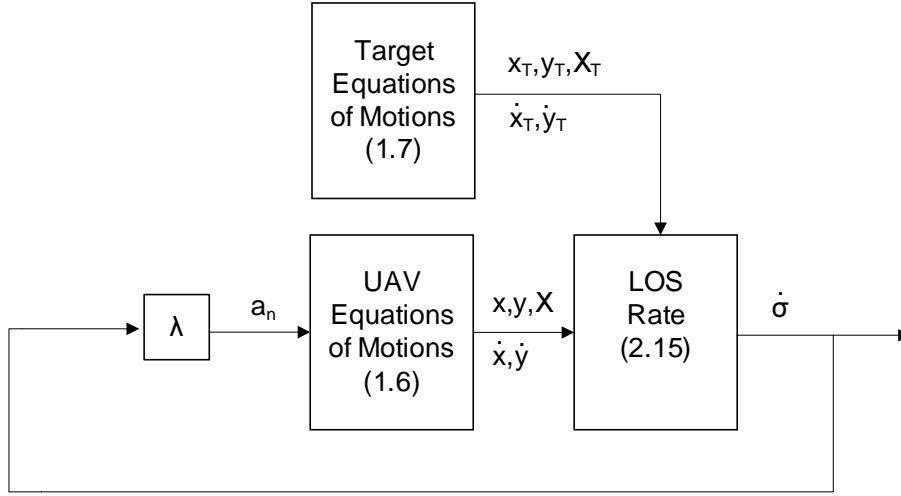 Target
Equations
of Motions
(1.7)
x_T,y_T,X_T
ẋ_T,ẏ_T
λ
a_n
UAV
Equations
of Motions
(1.6)
x,y,X
ẋ,ẏ
LOS
Rate
(2.15)
σ̇